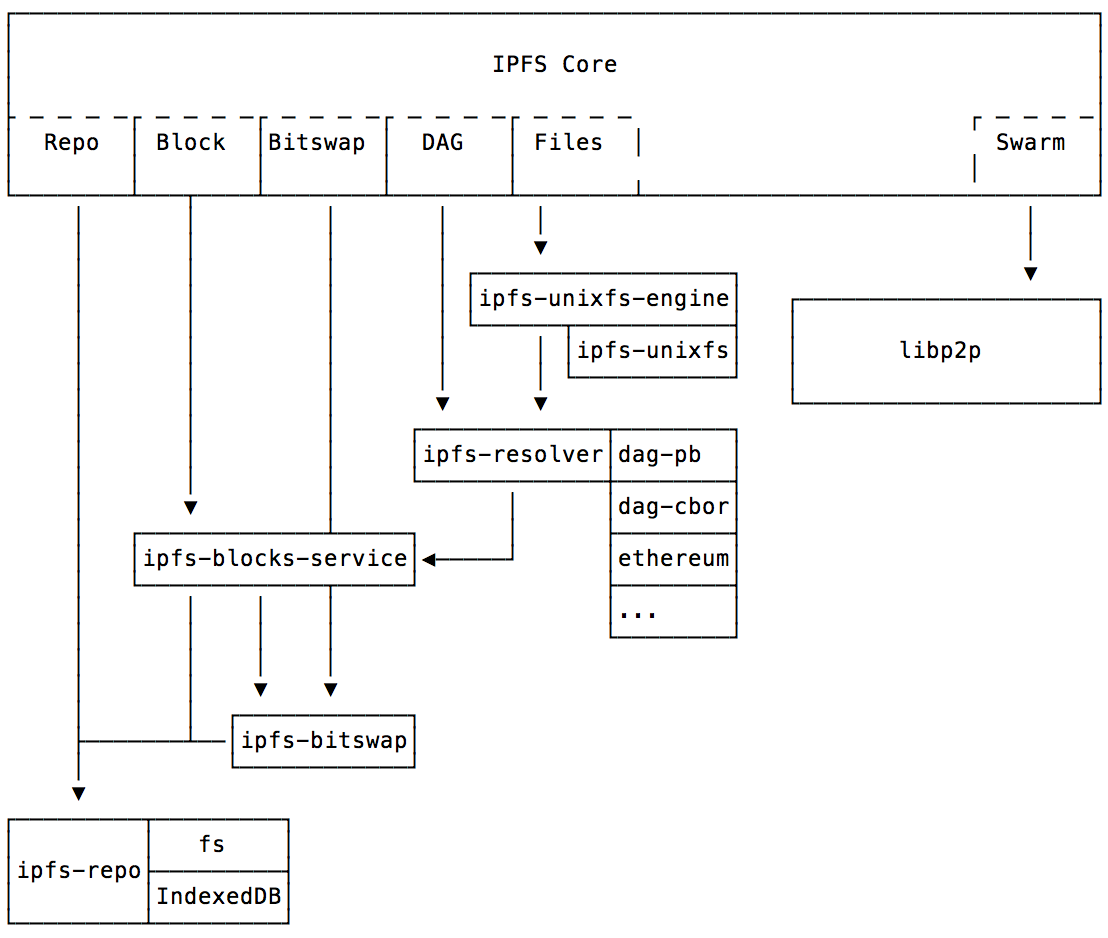 IPFS Core
Repo Block Bitswap DAG Files Swarm
ipfs-unixfs-engine
ipfs-unixfs
libp2p
ipfs-resolver dag-pb
dag-cbor
ipfs-blocks-service ethereum
...
ipfs-bitswap
fs
ipfs-repo
IndexedDB